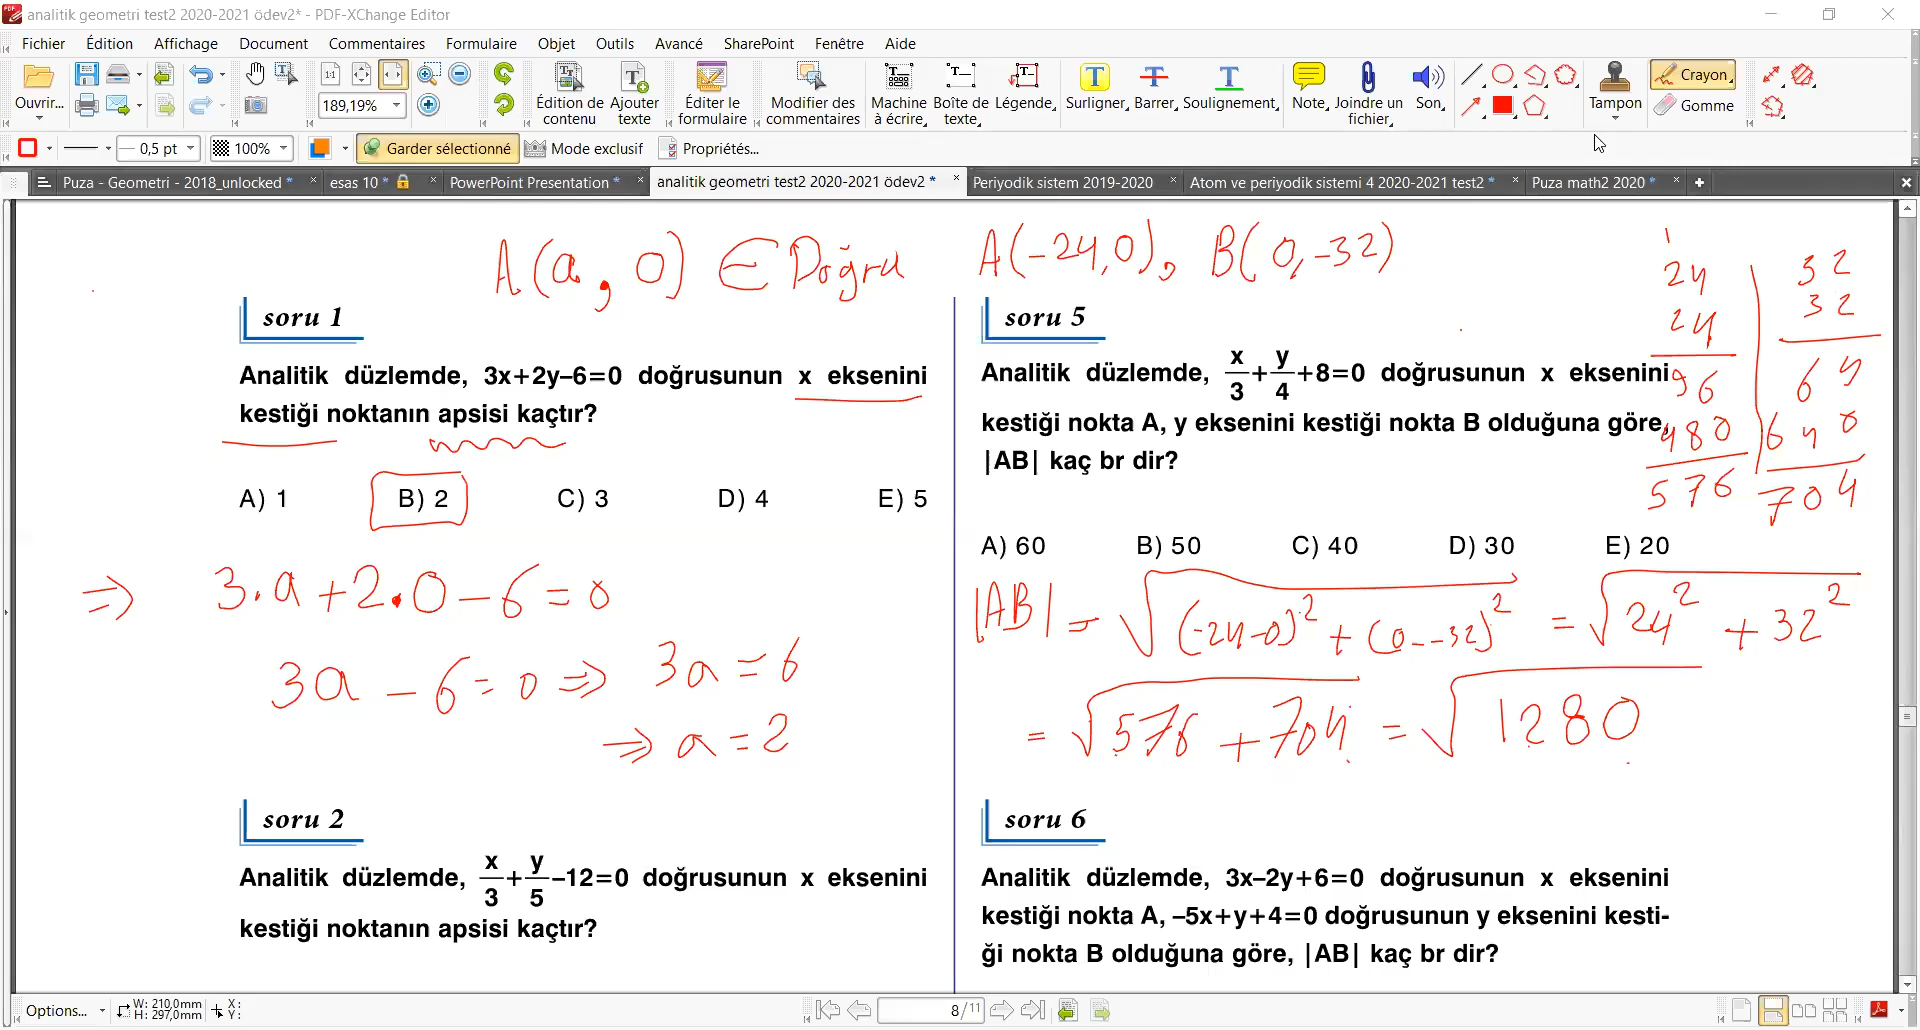 analitik geometri test2 2020-2021 ödev2* - PDF-XChange Editor
Fichier Édition Affichage Document Commentaires Formulaire Objet Outils Avancé SharePoint Fenêtre Aide
Ouvrir... 189,19% Édition de contenu Ajouter texte Éditer le formulaire Modifier des commentaires Machine à écrire Boîte de texte Légende Surligner Barrer Soulignement Note Joindre un fichier Son Tampon Crayon Gomme
0,5 pt 100% Garder sélectionné Mode exclusif Propriétés...
Puza - Geometri - 2018_unlocked * esas 10 * PowerPoint Presentation * analitik geometri test2 2020-2021 ödev2 * Periyodik sistem 2019-2020 Atom ve periyodik sistemi 4 2020-2021 test2 * Puza math2 2020 *
A(a, 0) ∈ Doğru
soru 1
Analitik düzlemde, 3x+2y–6=0 doğrusunun x eksenini
kestiği noktanın apsisi kaçtır?
A) 1 B) 2 C) 3 D) 4 E) 5
⇒ 3.a+2.0-6=0
3a-6=0 ⇒ 3a=6
⇒ a=2
soru 2
Analitik düzlemde, x/3+y/5–12=0 doğrusunun x eksenini
kestiği noktanın apsisi kaçtır?
A(-24,0), B(0,-32)
soru 5
Analitik düzlemde, x/3+y/4+8=0 doğrusunun x eksenini
kestiği nokta A, y eksenini kestiği nokta B olduğuna göre,
|AB| kaç br dir?
1
24
24
96
480
576
32
32
64
640
704
A) 60 B) 50 C) 40 D) 30 E) 20
|AB| = √(-24-0)²+(0--32)² = √24²+32²
= √576+704 = √1280
soru 6
Analitik düzlemde, 3x–2y+6=0 doğrusunun x eksenini
kestiği nokta A, –5x+y+4=0 doğrusunun y eksenini kesti-
ği nokta B olduğuna göre, |AB| kaç br dir?
Options... W: 210,0mm H: 297,0mm X: Y: 8/11